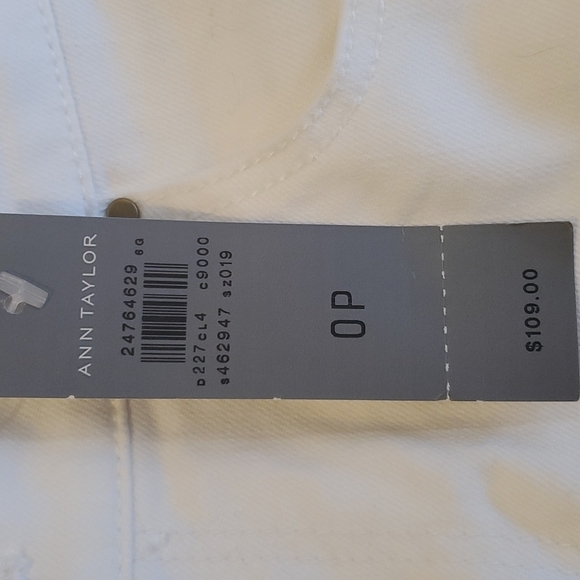 ANN TAYLOR
24764629 6G
D227CL4 C9000
S462947 SZ019
0P
$109.00